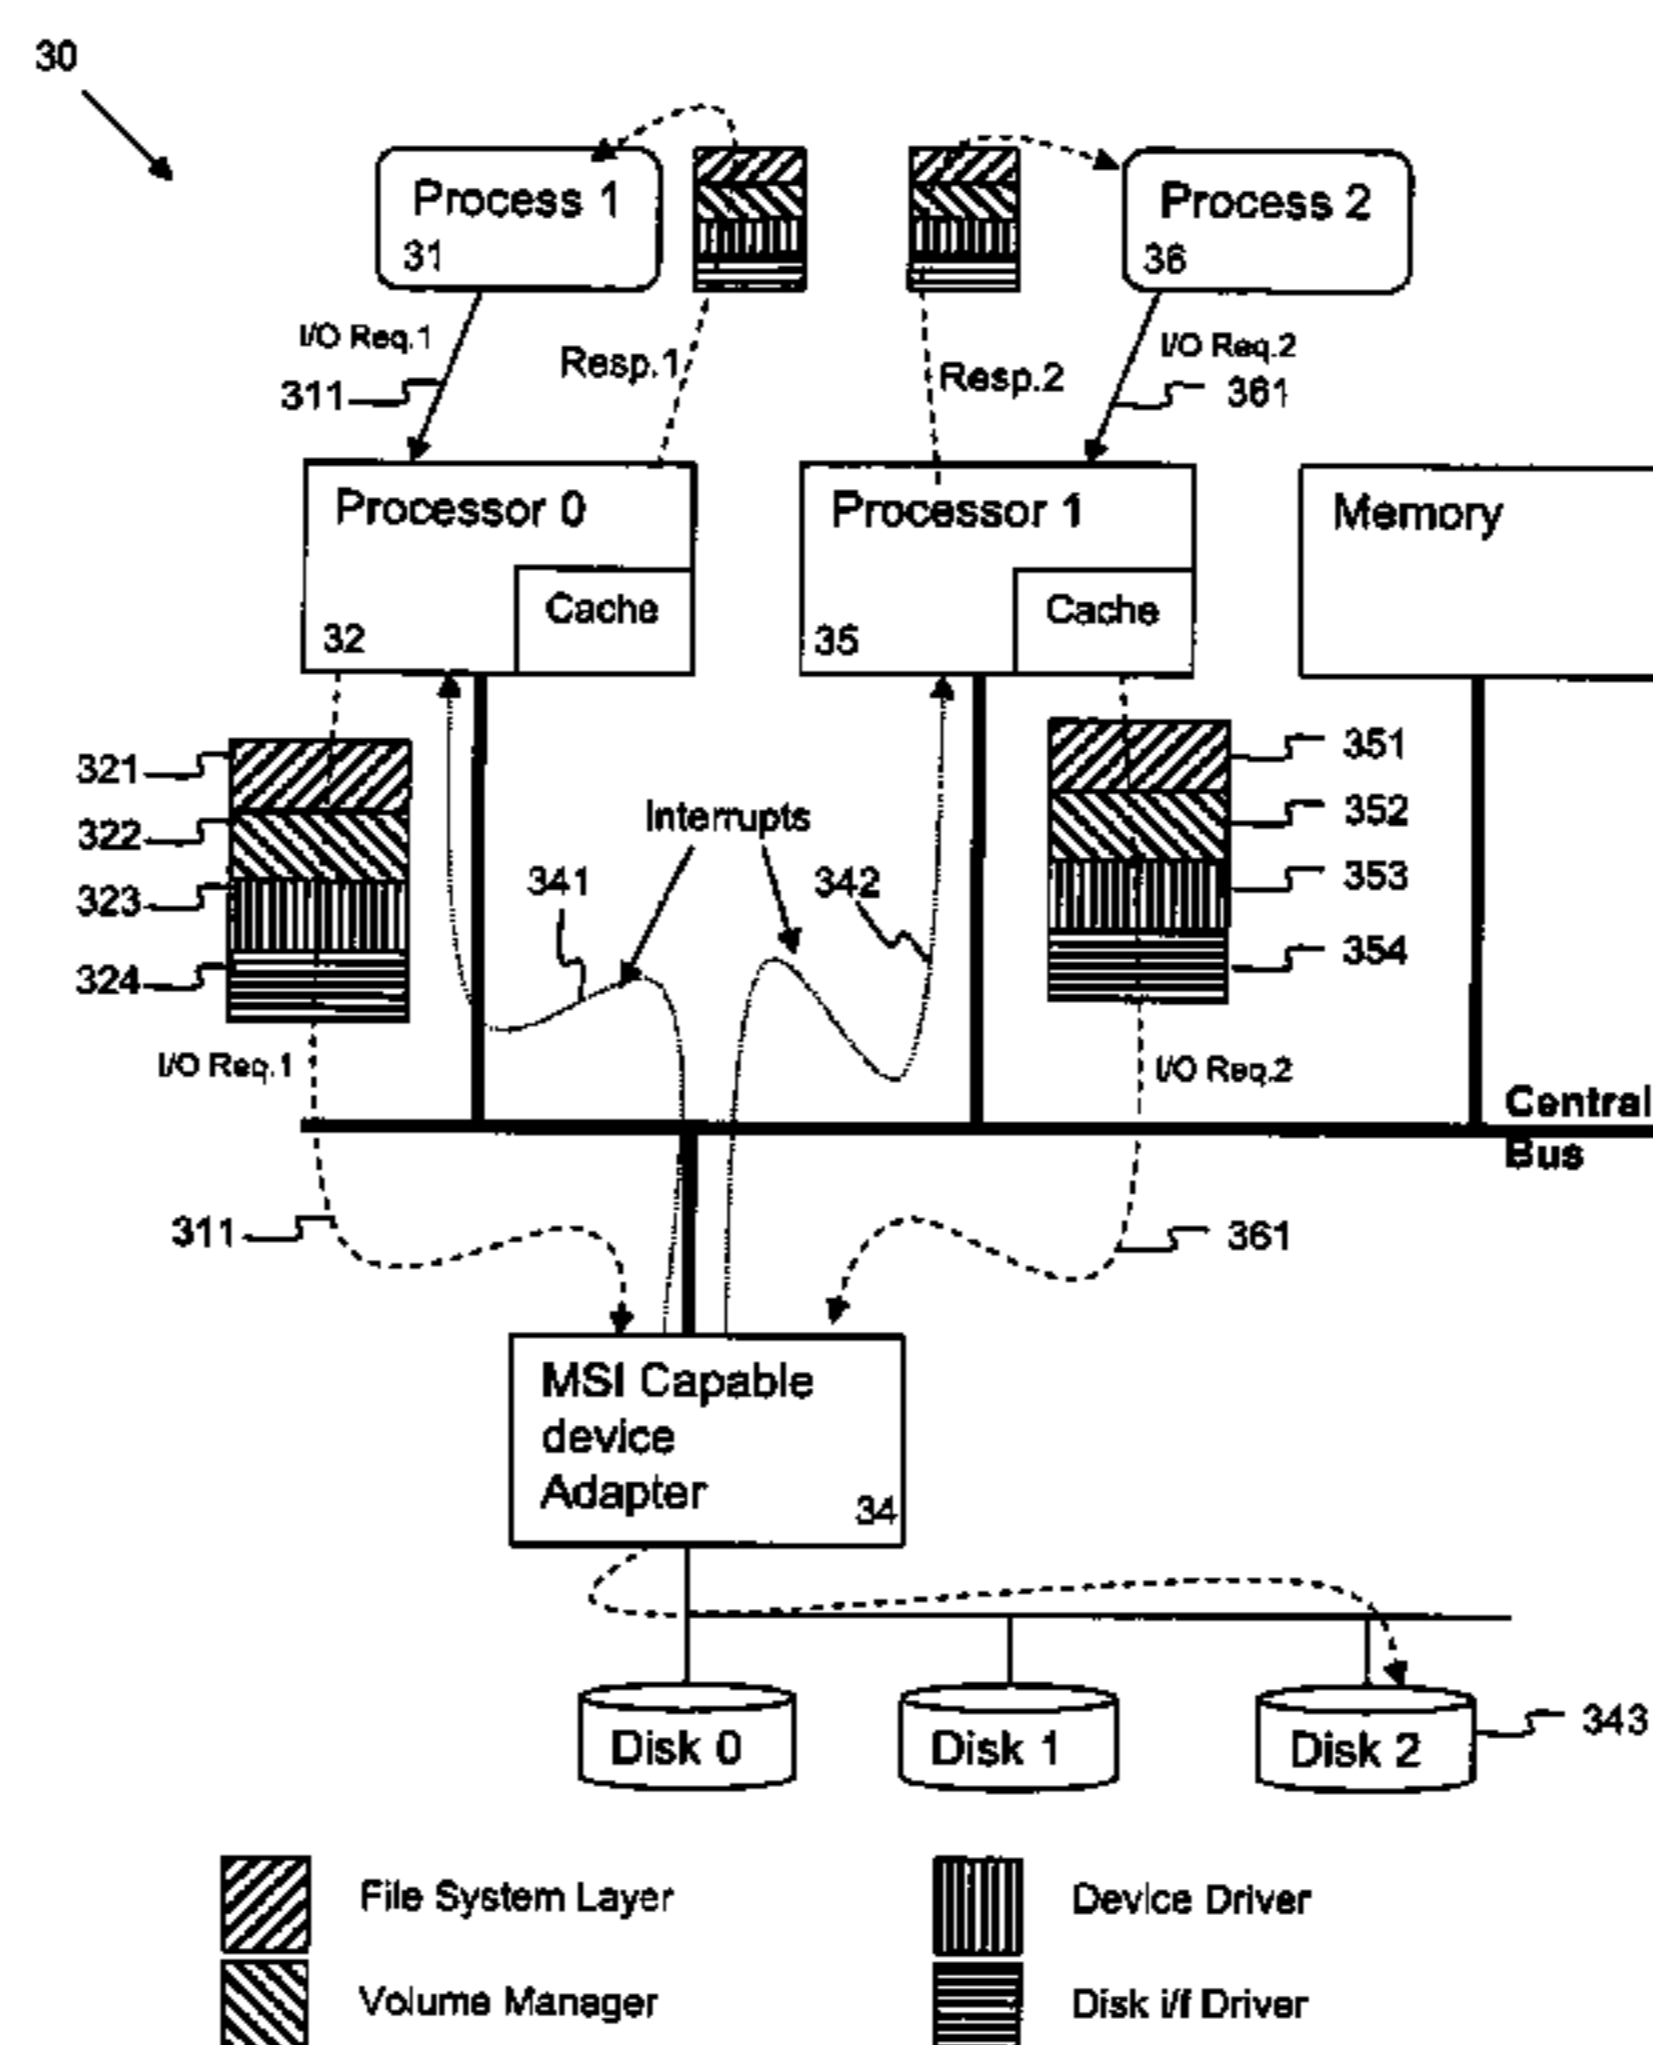 30
Process 1
31
Process 2
36
I/O Req.1
311
Resp.1
Resp.2
I/O Req.2
361
Processor 0
Cache
32
Processor 1
Cache
35
Memory
321
322
323
324
Interrupts
341
342
351
352
353
354
I/O Req.1
I/O Req.2
Central
Bus
311
361
MSI Capable
device
Adapter
34
Disk 0
Disk 1
Disk 2
343
File System Layer
Device Driver
Volume Manager
Disk i/f Driver